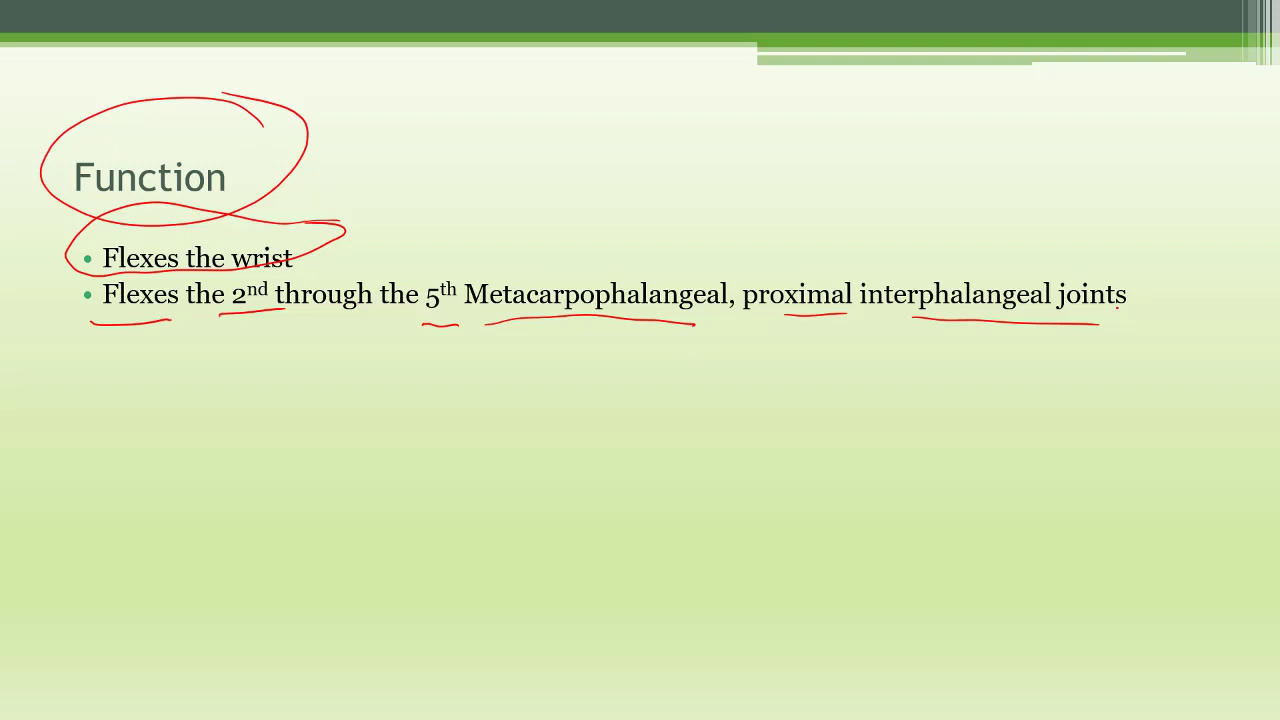 Function
• Flexes the wrist
• Flexes the 2nd through the 5th Metacarpophalangeal, proximal interphalangeal joints